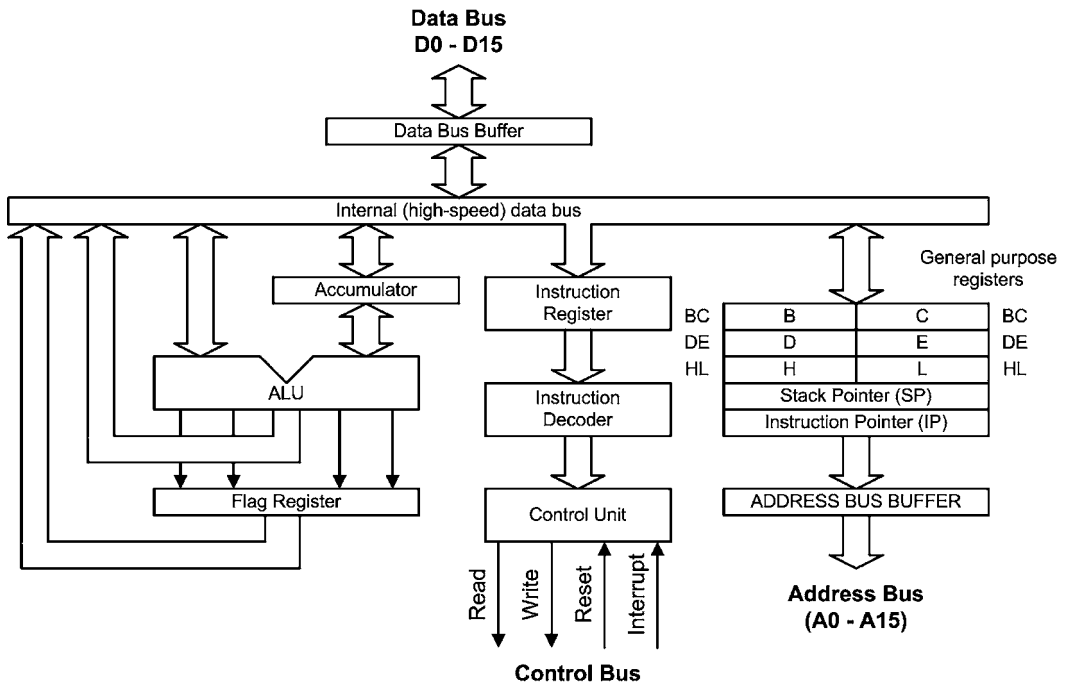 Data Bus
D0 - D15
Data Bus Buffer
Internal (high-speed) data bus
General purpose
registers
Accumulator
Instruction
Register
BC B C BC
DE D E DE
HL H L HL
Stack Pointer (SP)
Instruction Pointer (IP)
ALU
Instruction
Decoder
Flag Register
Control Unit
ADDRESS BUS BUFFER
Read
Write
Reset
Interrupt
Address Bus
(A0 - A15)
Control Bus